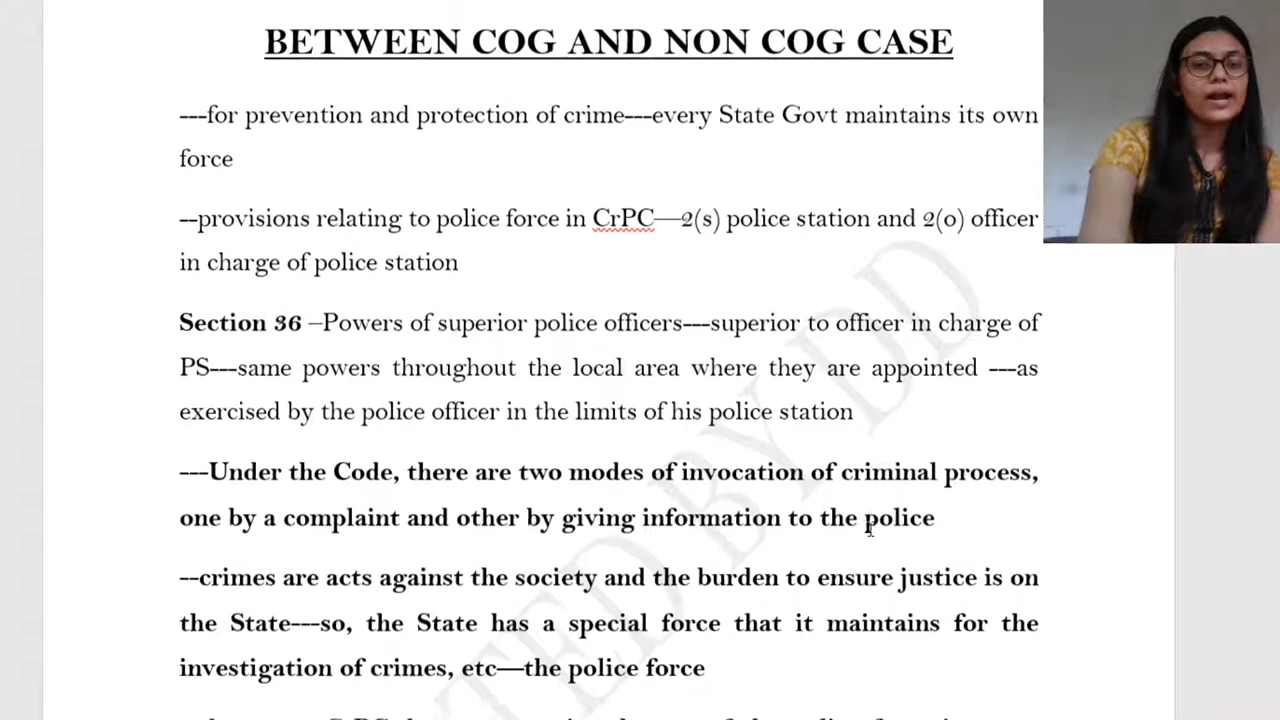 BETWEEN COG AND NON COG CASE
---for prevention and protection of crime---every State Govt maintains its own
force
--provisions relating to police force in CrPC—2(s) police station and 2(o) officer
in charge of police station
Section 36 –Powers of superior police officers---superior to officer in charge of
PS---same powers throughout the local area where they are appointed ---as
exercised by the police officer in the limits of his police station
---Under the Code, there are two modes of invocation of criminal process,
one by a complaint and other by giving information to the police
--crimes are acts against the society and the burden to ensure justice is on
the State---so, the State has a special force that it maintains for the
investigation of crimes, etc—the police force
TED BY DD